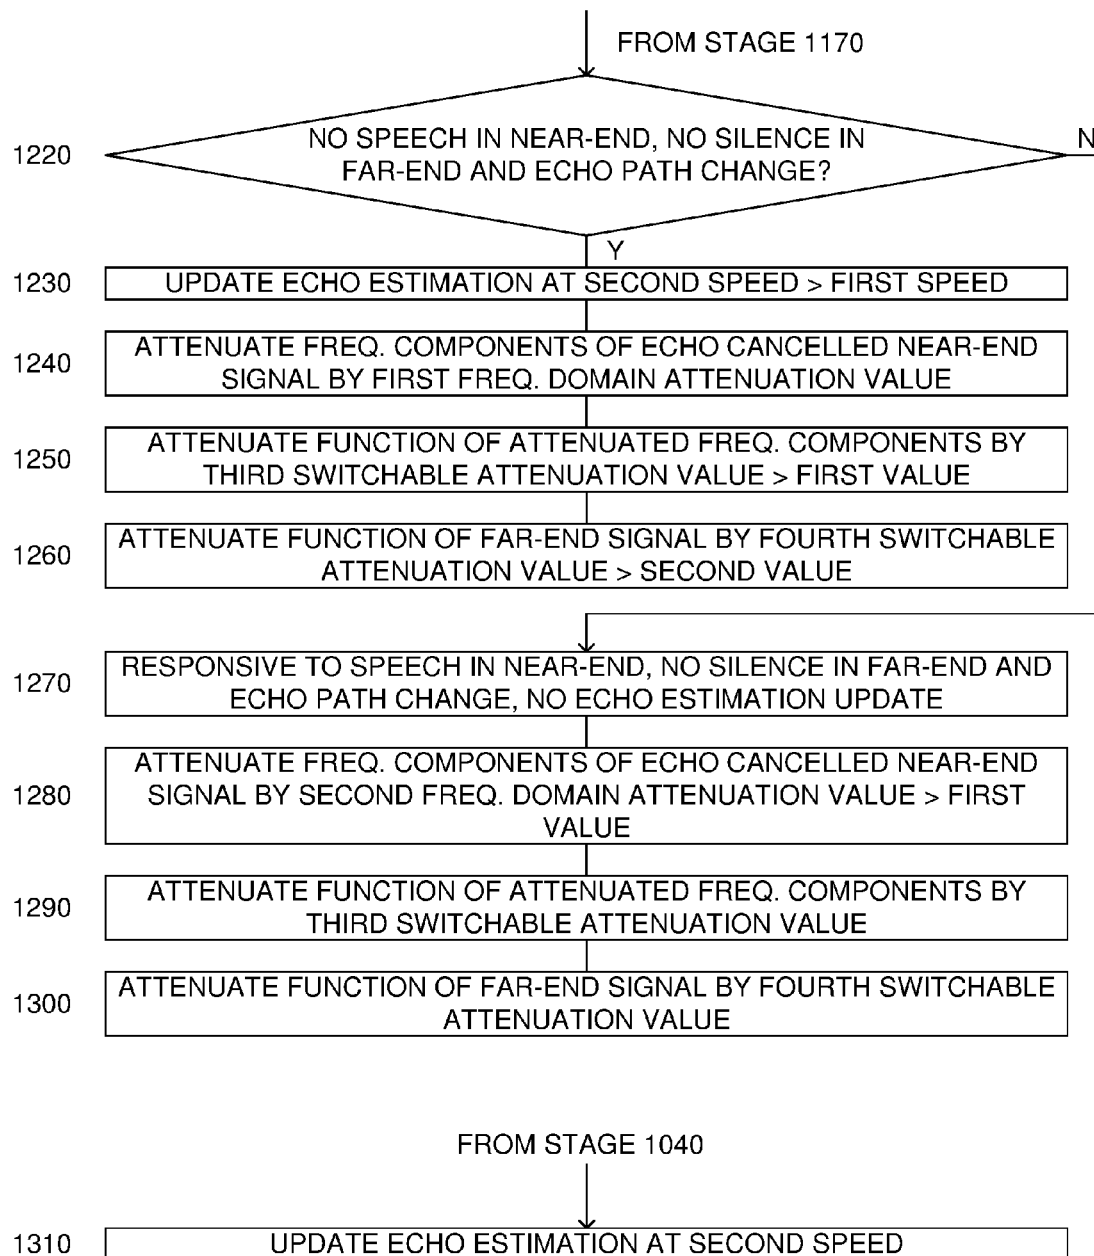 FROM STAGE 1170
1220
NO SPEECH IN NEAR-END, NO SILENCE IN
FAR-END AND ECHO PATH CHANGE?
N
Y
1230
UPDATE ECHO ESTIMATION AT SECOND SPEED > FIRST SPEED
1240
ATTENUATE FREQ. COMPONENTS OF ECHO CANCELLED NEAR-END
SIGNAL BY FIRST FREQ. DOMAIN ATTENUATION VALUE
1250
ATTENUATE FUNCTION OF ATTENUATED FREQ. COMPONENTS BY
THIRD SWITCHABLE ATTENUATION VALUE > FIRST VALUE
1260
ATTENUATE FUNCTION OF FAR-END SIGNAL BY FOURTH SWITCHABLE
ATTENUATION VALUE > SECOND VALUE
1270
RESPONSIVE TO SPEECH IN NEAR-END, NO SILENCE IN FAR-END AND
ECHO PATH CHANGE, NO ECHO ESTIMATION UPDATE
1280
ATTENUATE FREQ. COMPONENTS OF ECHO CANCELLED NEAR-END
SIGNAL BY SECOND FREQ. DOMAIN ATTENUATION VALUE > FIRST
VALUE
1290
ATTENUATE FUNCTION OF ATTENUATED FREQ. COMPONENTS BY
THIRD SWITCHABLE ATTENUATION VALUE
1300
ATTENUATE FUNCTION OF FAR-END SIGNAL BY FOURTH SWITCHABLE
ATTENUATION VALUE
FROM STAGE 1040
1310
UPDATE ECHO ESTIMATION AT SECOND SPEED